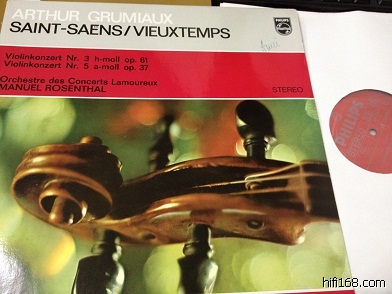 ARTHUR GRUMIAUX
SAINT-SAENS/VIEUXTEMPS
PHILIPS
Violinkonzert Nr. 3 h-moll op. 61
Violinkonzert Nr. 5 a-moll op. 37
Orchestre des Concerts Lamoureux
MANUEL ROSENTHAL
STEREO
PHILIPS
hifi168.com